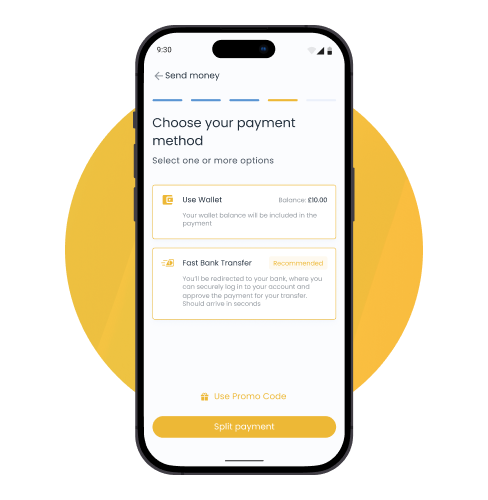 9:30
Send money
Choose your payment
method
Select one or more options
Use Wallet
Balance: £10.00
Your wallet balance will be included in the
payment
Fast Bank Transfer
Recommended
You'll be redirected to your bank, where you
can securely log in to your account and
approve the payment for your transfer.
Should arrive in seconds
Use Promo Code
Split payment